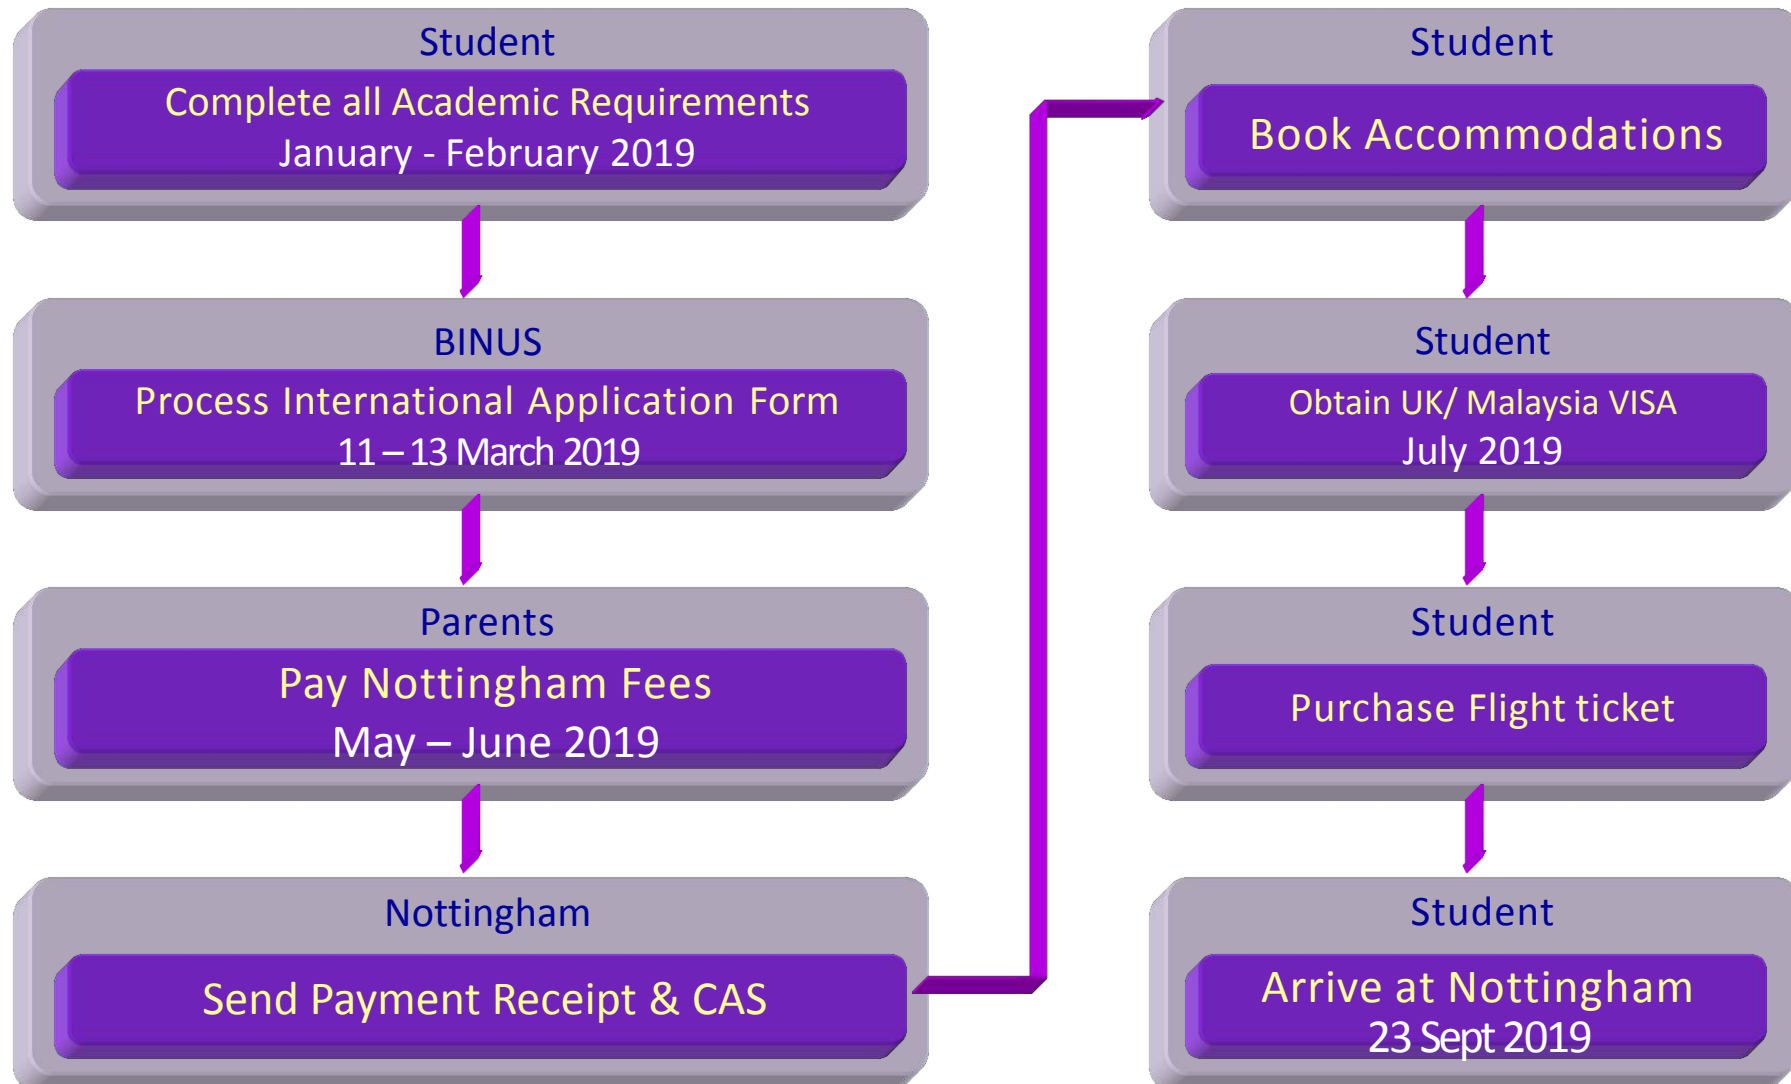 Student
Complete all Academic Requirements
January - February 2019
BINUS
Process International Application Form
11 – 13 March 2019
Parents
Pay Nottingham Fees
May – June 2019
Nottingham
Send Payment Receipt & CAS
Student
Book Accommodations
Student
Obtain UK/ Malaysia VISA
July 2019
Student
Purchase Flight ticket
Student
Arrive at Nottingham
23 Sept 2019